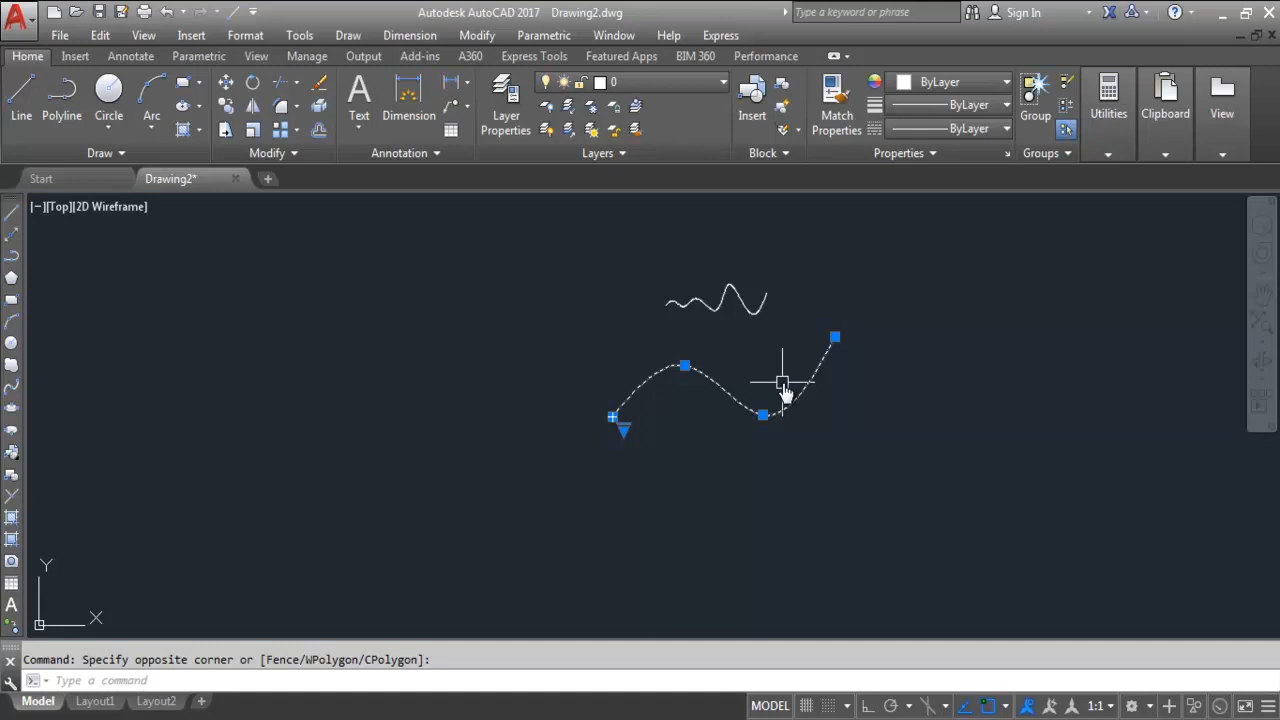 Autodesk AutoCAD 2017 Drawing2.dwg
Type a keyword or phrase
Sign In
File Edit View Insert Format Tools Draw Dimension Modify Parametric Window Help Express
Home Insert Annotate Parametric View Manage Output Add-ins A360 Express Tools Featured Apps BIM 360 Performance
0
ByLayer
ByLayer
ByLayer
Line Polyline Circle Arc Text Dimension Layer Properties Insert Match Properties Group Utilities Clipboard View
Draw Modify Annotation Layers Block Properties Groups
Start Drawing2*
[−][Top][2D Wireframe]
Y
X
A
Command: Specify opposite corner or [Fence/WPolygon/CPolygon]:
Type a command
Model Layout1 Layout2 +
MODEL 1:1